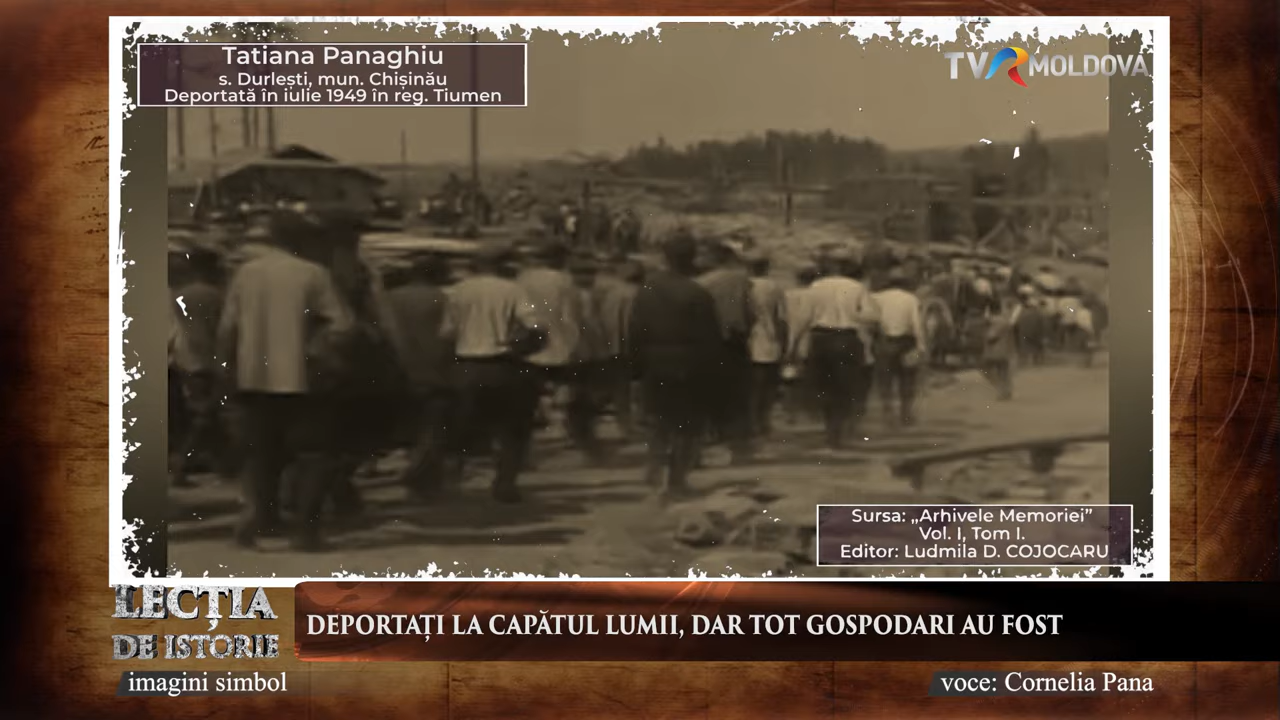 Tatiana Panaghiu
s. Durlești, mun. Chișinău
Deportată în iulie 1949 în reg. Tiumen
TVR MOLDOVA
Sursa: „Arhivele Memoriei”
Vol. I, Tom I.
Editor: Ludmila D. COJOCARU
LECȚIA
DE ISTORIE
DEPORTAȚI LA CAPĂTUL LUMII, DAR TOT GOSPODARI AU FOST
imagini simbol
voce: Cornelia Pana